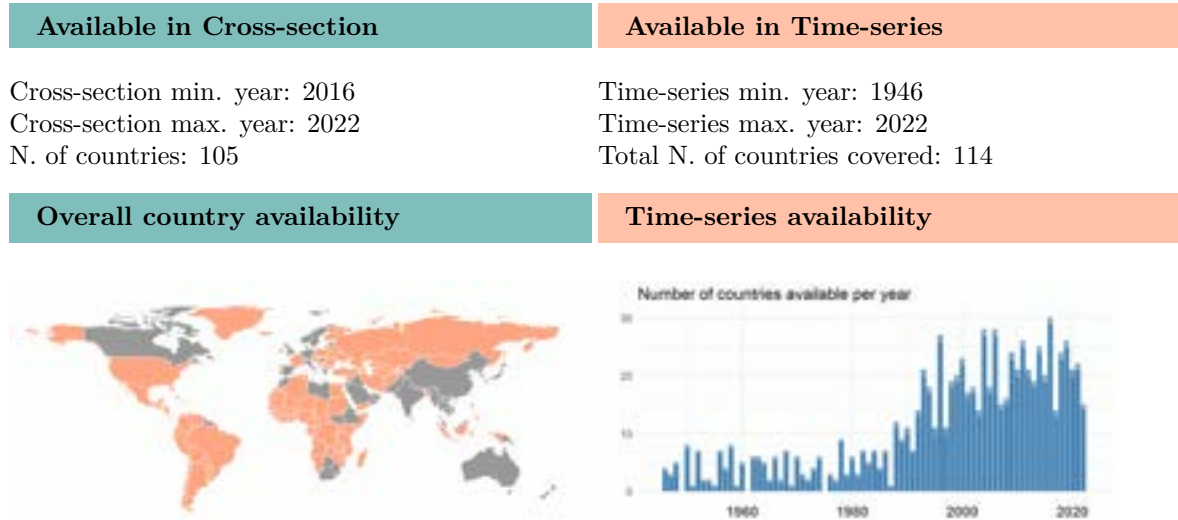 Available in Cross-section
Available in Time-series
Cross-section min. year: 2016
Cross-section max. year: 2022
N. of countries: 105
Time-series min. year: 1946
Time-series max. year: 2022
Total N. of countries covered: 114
Overall country availability
Time-series availability
Number of countries available per year
30
20
10
0
1960 1980 2000 2020